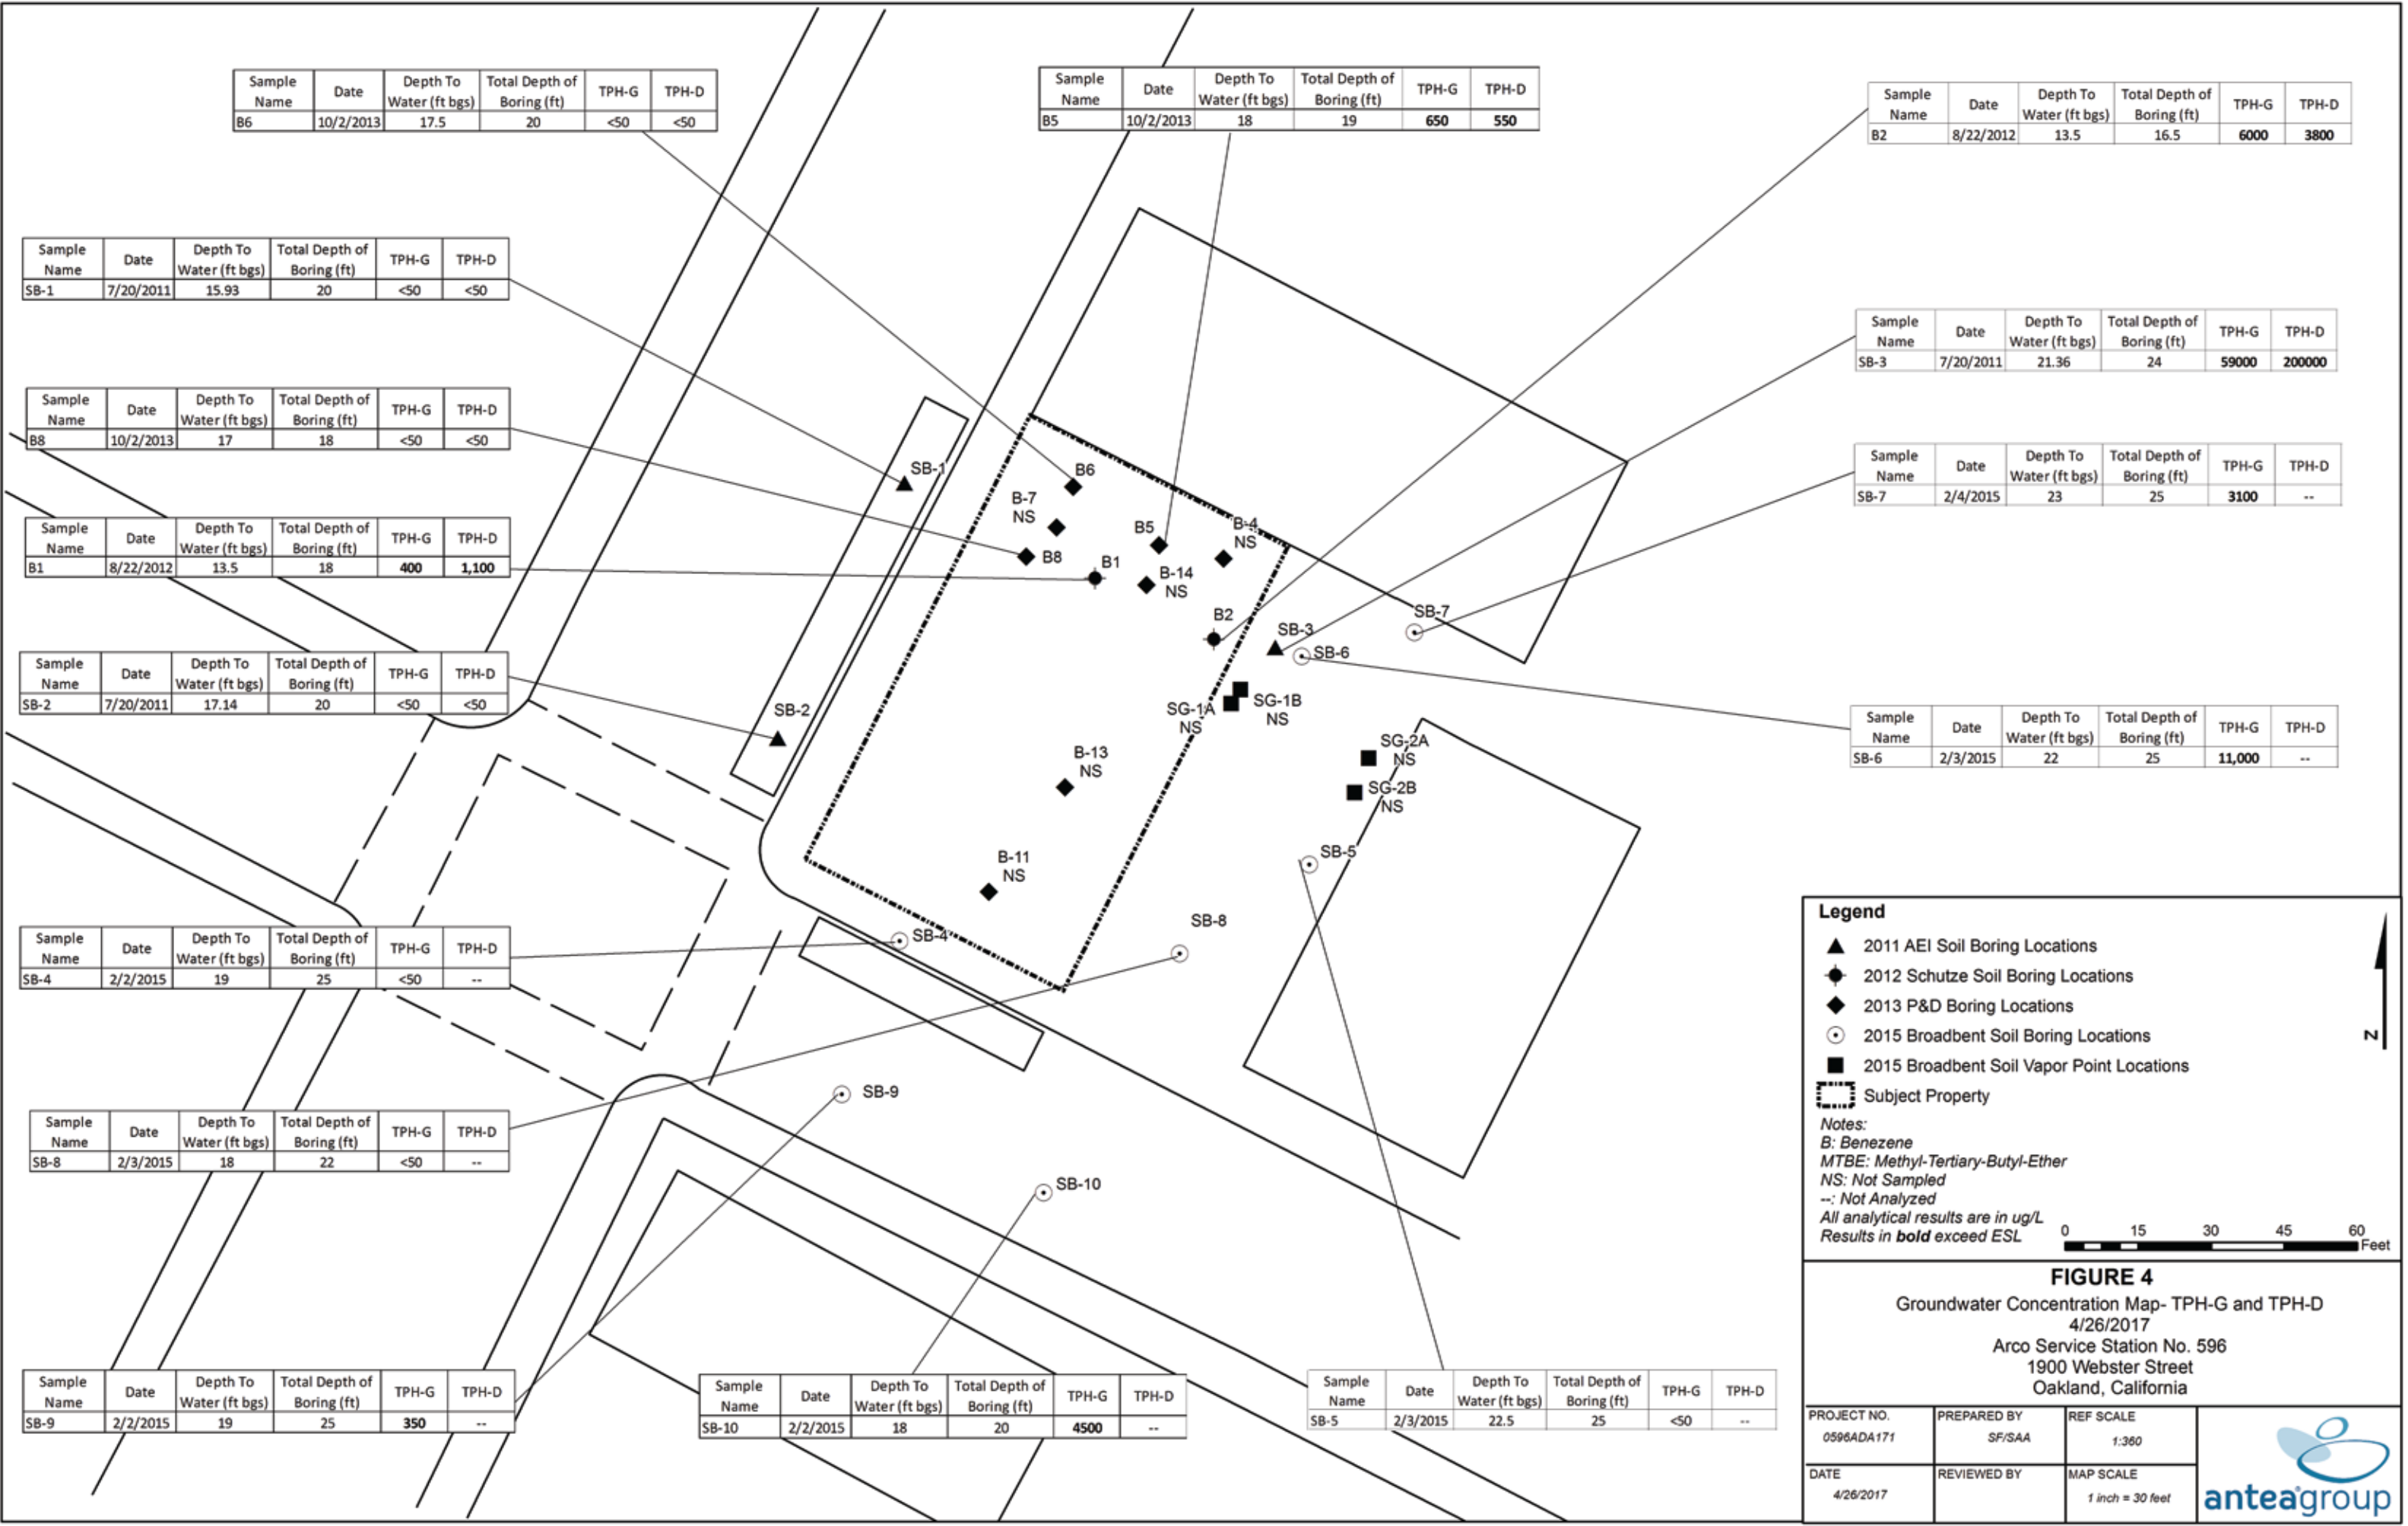 Sample Name Date Depth To Water (ft bgs) Total Depth of Boring (ft) TPH-G TPH-D
B6 10/2/2013 17.5 20 <50 <50
Sample Name Date Depth To Water (ft bgs) Total Depth of Boring (ft) TPH-G TPH-D
B5 10/2/2013 18 19 650 550
Sample Name Date Depth To Water (ft bgs) Total Depth of Boring (ft) TPH-G TPH-D
B2 8/22/2012 13.5 16.5 6000 3800
Sample Name Date Depth To Water (ft bgs) Total Depth of Boring (ft) TPH-G TPH-D
SB-1 7/20/2011 15.93 20 <50 <50
Sample Name Date Depth To Water (ft bgs) Total Depth of Boring (ft) TPH-G TPH-D
SB-3 7/20/2011 21.36 24 59000 200000
Sample Name Date Depth To Water (ft bgs) Total Depth of Boring (ft) TPH-G TPH-D
B8 10/2/2013 17 18 <50 <50
Sample Name Date Depth To Water (ft bgs) Total Depth of Boring (ft) TPH-G TPH-D
SB-7 2/4/2015 23 25 3100 --
Sample Name Date Depth To Water (ft bgs) Total Depth of Boring (ft) TPH-G TPH-D
B1 8/22/2012 13.5 18 400 1,100
Sample Name Date Depth To Water (ft bgs) Total Depth of Boring (ft) TPH-G TPH-D
SB-2 7/20/2011 17.14 20 <50 <50
Sample Name Date Depth To Water (ft bgs) Total Depth of Boring (ft) TPH-G TPH-D
SB-6 2/3/2015 22 25 11,000 --
Sample Name Date Depth To Water (ft bgs) Total Depth of Boring (ft) TPH-G TPH-D
SB-4 2/2/2015 19 25 <50 --
Sample Name Date Depth To Water (ft bgs) Total Depth of Boring (ft) TPH-G TPH-D
SB-8 2/3/2015 18 22 <50 --
Sample Name Date Depth To Water (ft bgs) Total Depth of Boring (ft) TPH-G TPH-D
SB-9 2/2/2015 19 25 350 --
Sample Name Date Depth To Water (ft bgs) Total Depth of Boring (ft) TPH-G TPH-D
SB-10 2/2/2015 18 20 4500 --
Sample Name Date Depth To Water (ft bgs) Total Depth of Boring (ft) TPH-G TPH-D
SB-5 2/3/2015 22.5 25 <50 --
SB-1
B6
B-7
NS
B5
B-4
NS
B8
B1
B-14
NS
B2
SB-3
SB-7
SB-6
SB-2
SG-1A
NS
SG-1B
NS
B-13
NS
SG-2A
NS
SG-2B
NS
B-11
NS
SB-5
SB-4
SB-8
SB-9
SB-10
Legend
2011 AEI Soil Boring Locations
2012 Schutze Soil Boring Locations
2013 P&D Boring Locations
2015 Broadbent Soil Boring Locations
2015 Broadbent Soil Vapor Point Locations
Subject Property
N
Notes:
B: Benezene
MTBE: Methyl-Tertiary-Butyl-Ether
NS: Not Sampled
--: Not Analyzed
All analytical results are in ug/L
Results in bold exceed ESL
0 15 30 45 60
Feet
FIGURE 4
Groundwater Concentration Map- TPH-G and TPH-D
4/26/2017
Arco Service Station No. 596
1900 Webster Street
Oakland, California
PROJECT NO. PREPARED BY REF SCALE
0596ADA171 SF/SAA 1:360
DATE REVIEWED BY MAP SCALE
4/26/2017 1 inch = 30 feet
anteagroup